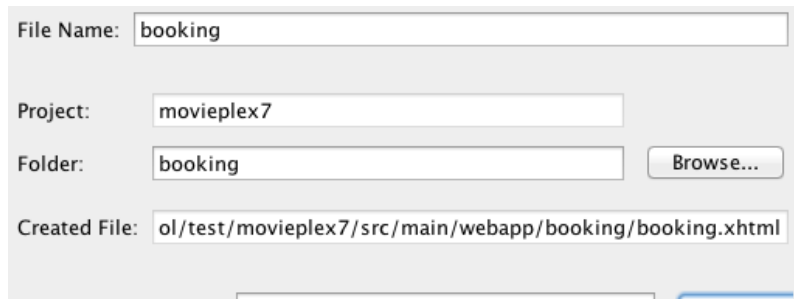 File Name: booking
Project: movieplex7
Folder: booking Browse...
Created File: ol/test/movieplex7/src/main/webapp/booking/booking.xhtml